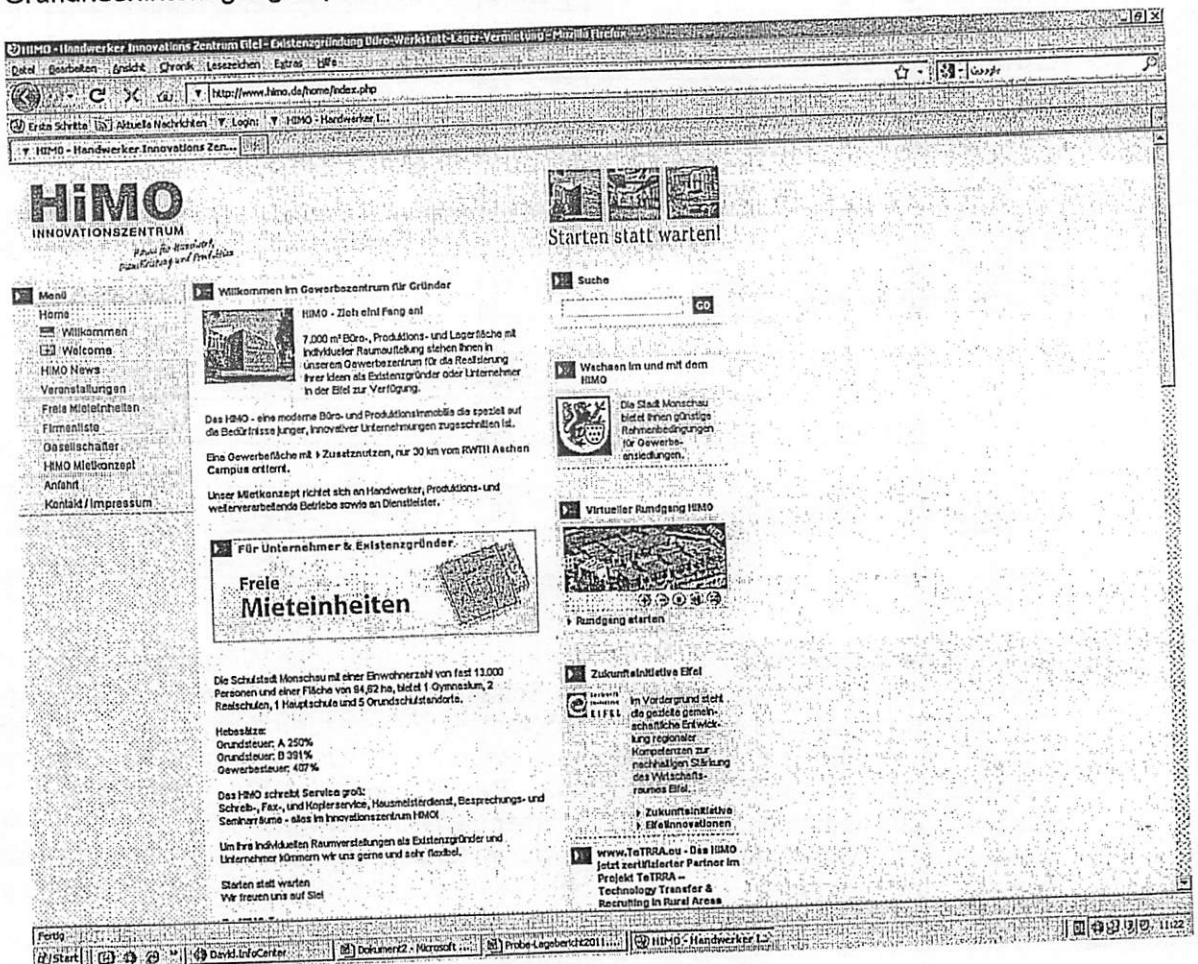 HIMO - Handwerker Innovations Zentrum Eifel - Existenzgründung Büro-Werkstatt-Lager-Vermietung - Mozilla Firefox
Datei Bearbeiten Ansicht Chronik Lesezeichen Extras Hilfe
http://www.himo.de/home/index.php
Google
Erste Schritte Aktuelle Nachrichten Login: HIMO - Handwerker I...
HIMO - Handwerker Innovations Zen...
HiMO
INNOVATIONSZENTRUM
Haus für Handwerk,
Dienstleistung und Produktion
Starten statt warten!
Menü
Home
Willkommen
Welcome
HIMO News
Veranstaltungen
Freie Mieteinheiten
Firmenliste
Gesellschafter
HIMO Mietkonzept
Anfahrt
Kontakt / Impressum
Willkommen im Gewerbezentrum für Gründer
HIMO - Zieh ein! Fang an!
7.000 m² Büro-, Produktions- und Lagerfläche mit
individueller Raumaufteilung stehen Ihnen in
unserem Gewerbezentrum für die Realisierung
Ihrer Ideen als Existenzgründer oder Unternehmer
in der Eifel zur Verfügung.
Das HIMO - eine moderne Büro- und Produktionsimmobilie die speziell auf
die Bedürfnisse junger, innovativer Unternehmungen zugeschnitten ist.
Eine Gewerbefläche mit Zusatznutzen, nur 30 km vom RWTH Aachen
Campus entfernt.
Unser Mietkonzept richtet sich an Handwerker, Produktions- und
weiterverarbeitende Betriebe sowie an Dienstleister.
Für Unternehmer & Existenzgründer
Freie
Mieteinheiten
Die Schulstadt Monschau mit einer Einwohnerzahl von fast 13.000
Personen und einer Fläche von 94,62 ha, bietet 1 Gymnasium, 2
Realschulen, 1 Hauptschule und 5 Grundschulstandorte.
Hebesätze:
Grundsteuer: A 250%
Grundsteuer: B 391%
Gewerbesteuer: 407%
Das HIMO schreibt Service groß:
Schreib-, Fax-, und Kopierservice, Hausmeisterdienst, Besprechungs- und
Seminarräume - alles im Innovationszentrum HIMO!
Um Ihre individuellen Raumvorstellungen als Existenzgründer und
Unternehmer kümmern wir uns gerne und sehr flexibel.
Starten statt warten
Wir freuen uns auf Sie!
Suche
GO
Wachsen im und mit dem
HIMO
Die Stadt Monschau
bietet Ihnen günstige
Rahmenbedingungen
für Gewerbe-
ansiedlungen.
Virtueller Rundgang HIMO
NEU
Rundgang starten
Zukunftsinitiative Eifel
EIFEL
Im Vordergrund steht
die gezielte gemein-
schaftliche Entwick-
lung regionaler
Kompetenzen zur
nachhaltigen Stärkung
des Wirtschafts-
raumes Eifel.
Zukunftsinitiative
Eifelinnovationen
www.TeTRRA.eu - Das HIMO
jetzt zertifizierter Partner im
Projekt TeTRRA -
Technology Transfer &
Recruiting in Rural Areas
Fertig
Start David.InfoCenter Dokument2 - Microsoft ... Probe-Lagebericht2011.... HIMO - Handwerker I... 11:22